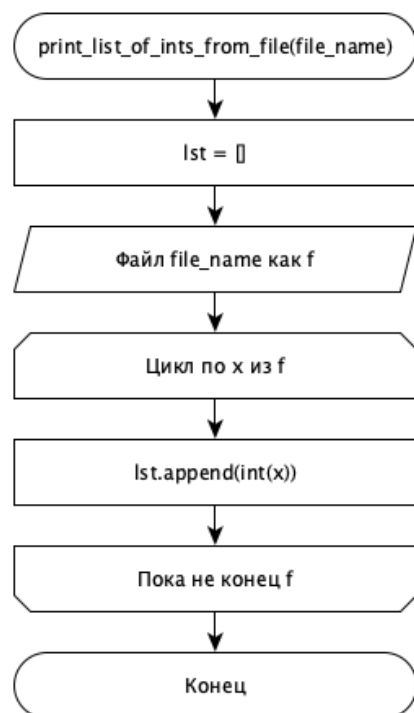 print_list_of_ints_from_file(file_name)
lst = []
Файл file_name как f
Цикл по x из f
lst.append(int(x))
Пока не конец f
Конец